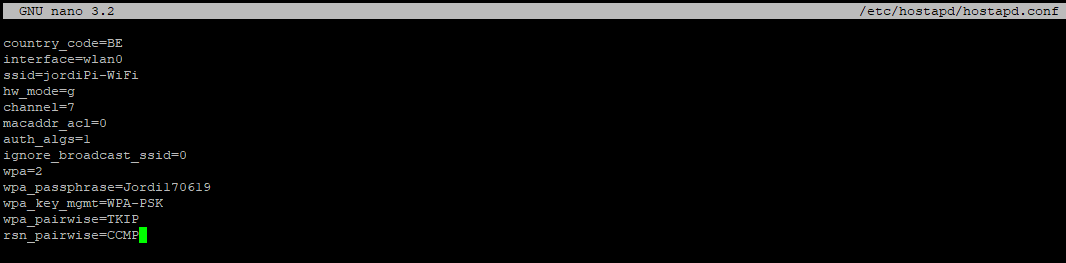 GNU nano 3.2 /etc/hostapd/hostapd.conf
country_code=BE
interface=wlan0
ssid=jordiPi-WiFi
hw_mode=g
channel=7
macaddr_acl=0
auth_algs=1
ignore_broadcast_ssid=0
wpa=2
wpa_passphrase=Jordi170619
wpa_key_mgmt=WPA-PSK
wpa_pairwise=TKIP
rsn_pairwise=CCMP